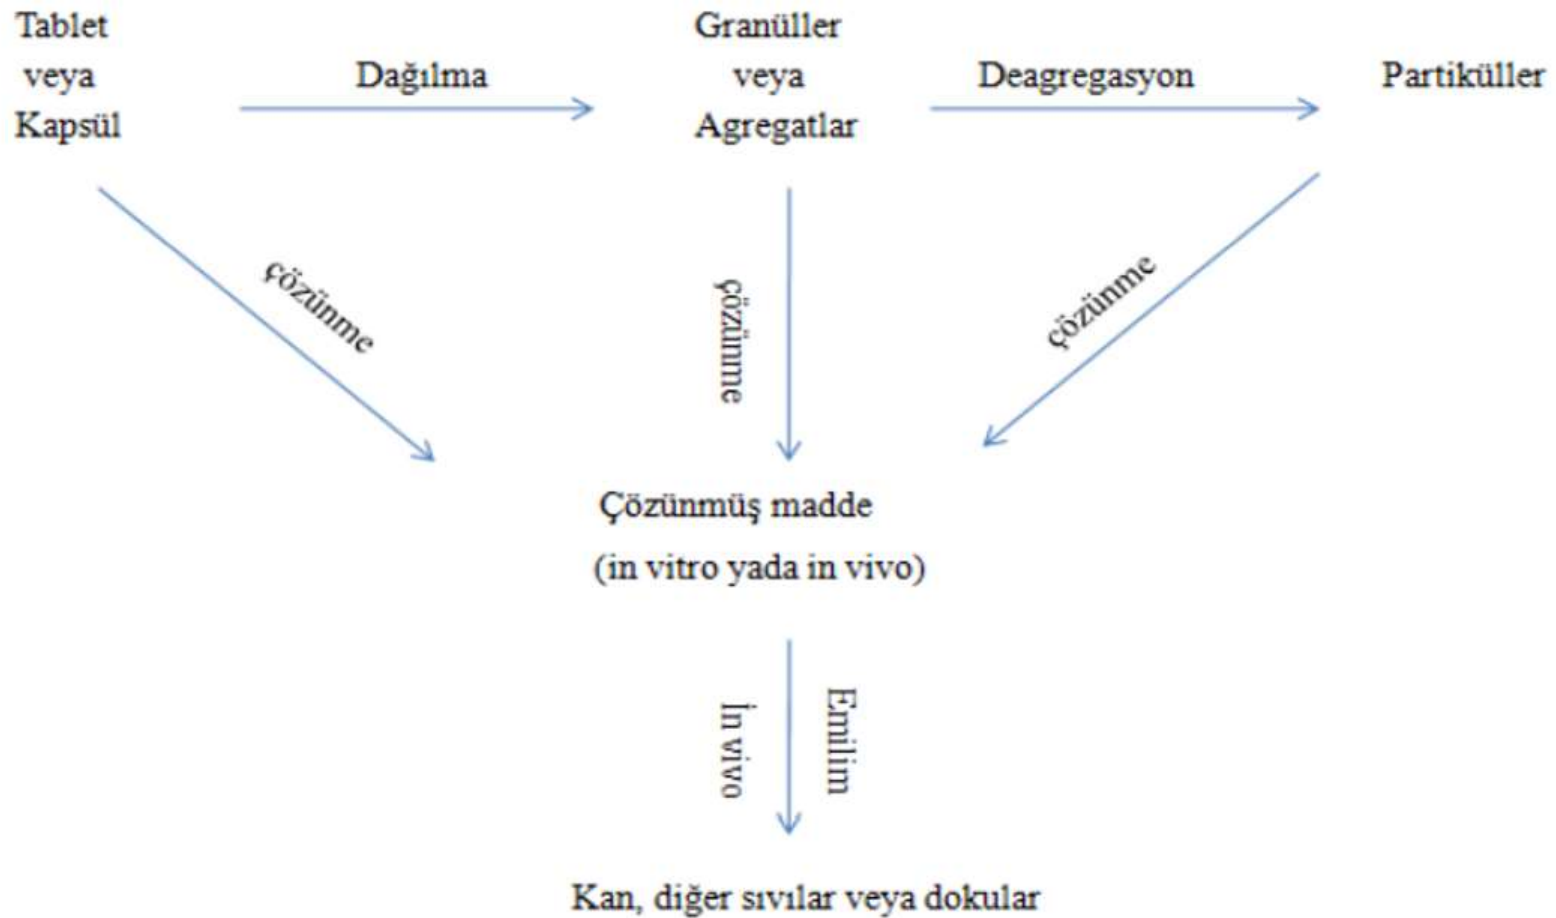 Tablet
veya
Kapsül
Dağılma
Granüller
veya
Agregatlar
Deagregasyon
Partiküller
çözünme
çözünme
çözünme
Çözünmüş madde
(in vitro yada in vivo)
İn vivo
Emilim
Kan, diğer sıvılar veya dokular